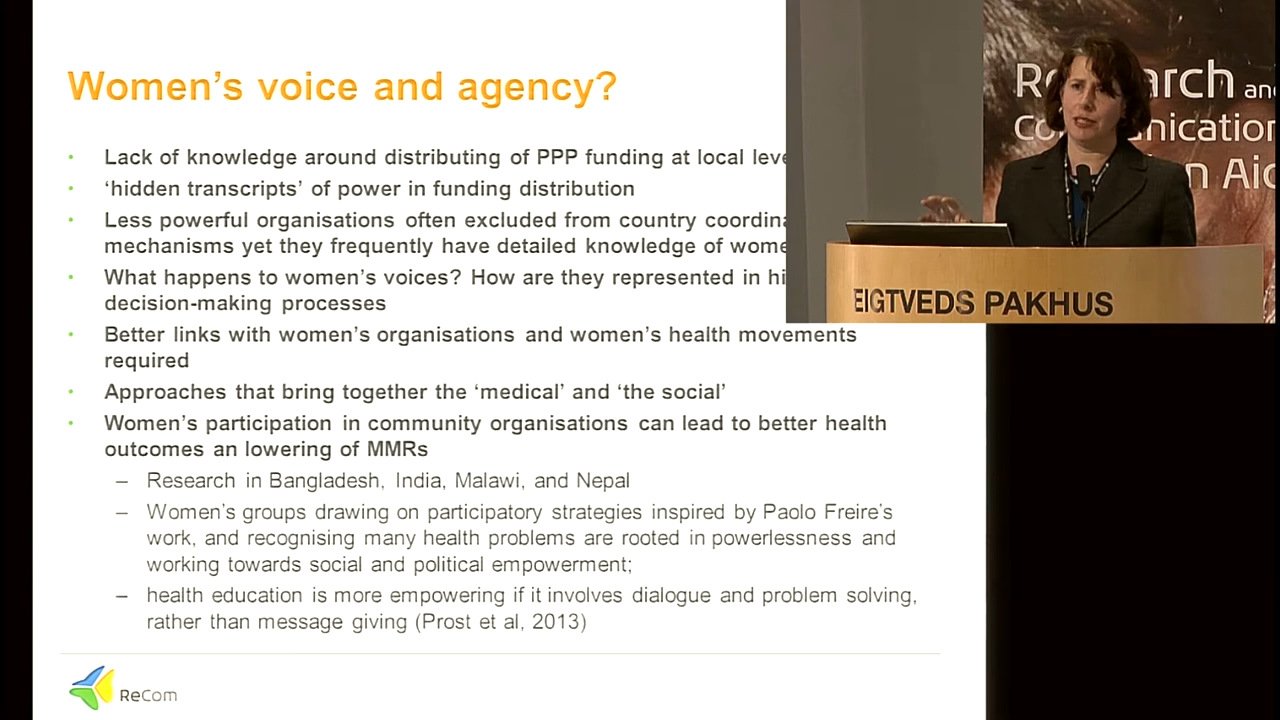 Women's voice and agency?
• Lack of knowledge around distributing of PPP funding at local
• 'hidden transcripts' of power in funding distribution
• Less powerful organisations often excluded from country
mechanisms yet they frequently have detailed knowledge of
• What happens to women's voices? How are they represented in
decision-making processes
• Better links with women's organisations and women's health movements
required
• Approaches that bring together the 'medical' and 'the social'
• Women's participation in community organisations can lead to better health
outcomes an lowering of MMRs
– Research in Bangladesh, India, Malawi, and Nepal
– Women's groups drawing on participatory strategies inspired by Paolo Freire's
work, and recognising many health problems are rooted in powerlessness and
working towards social and political empowerment;
– health education is more empowering if it involves dialogue and problem solving,
rather than message giving (Prost et al, 2013)
ReCom
EIGTVEDS PAKHUS